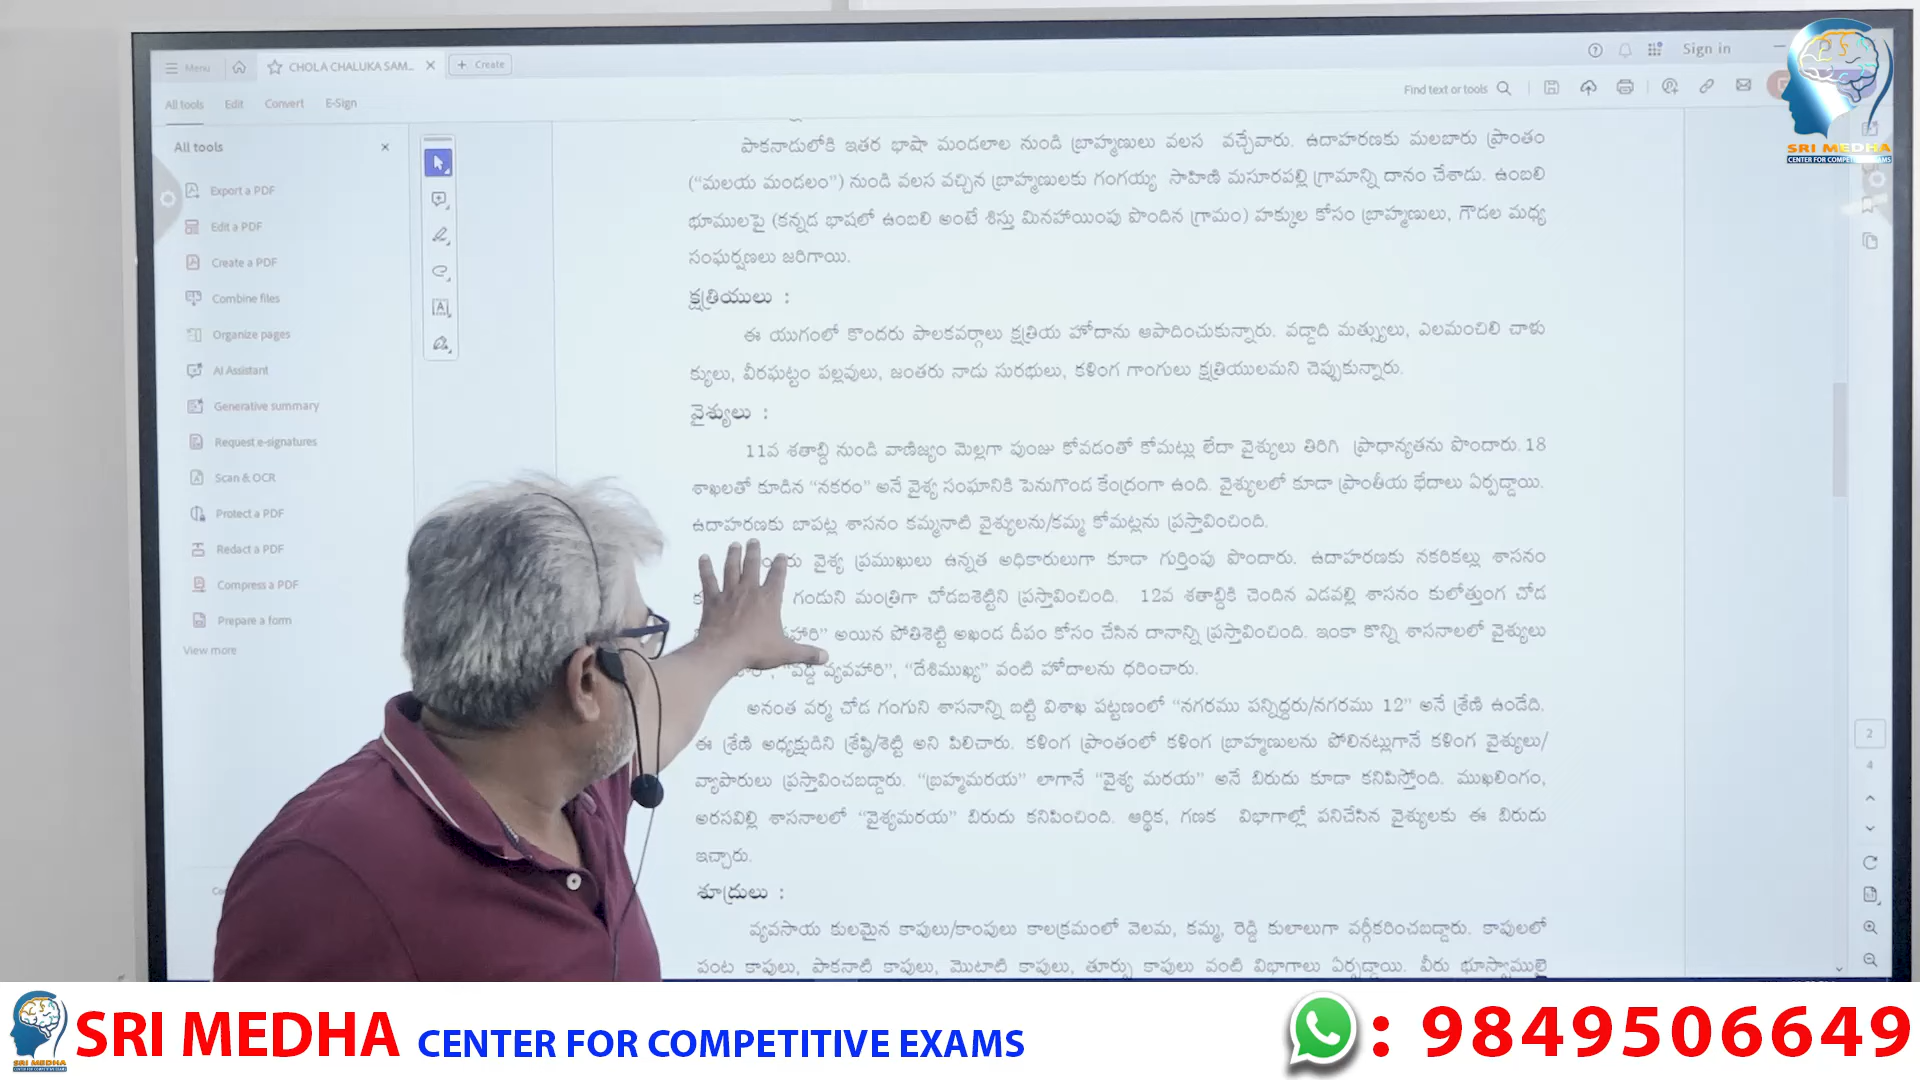 Menu
CHOLA CHALUKA SAM...
+ Create
Sign in
All tools
Edit
Convert
E-Sign
Find text or tools
All tools
Export a PDF
Edit a PDF
Create a PDF
Combine files
Organize pages
AI Assistant
Generative summary
Request e-signatures
Scan & OCR
Protect a PDF
Redact a PDF
Compress a PDF
Prepare a form
View more
పాకనాడులోకి ఇతర భాషా మండలాల నుండి బ్రాహ్మణులు వలస వచ్చేవారు. ఉదాహరణకు మలబారు ప్రాంతం
("మలయ మండలం") నుండి వలస వచ్చిన బ్రాహ్మణులకు గంగయ్య సాహిణి మసూరపల్లి గ్రామాన్ని దానం చేశాడు. ఉంబలి
భూములపై (కన్నడ భాషలో ఉంబలి అంటే శిస్తు మినహాయింపు పొందిన గ్రామం) హక్కుల కోసం బ్రాహ్మణులు, గౌడల మధ్య
సంఘర్షణలు జరిగాయి.
క్షత్రియులు :
ఈ యుగంలో కొందరు పాలకవర్గాలు క్షత్రియ హోదాను ఆపాదించుకున్నారు. వడ్డాది మత్స్యులు, ఎలమంచిలి చాళు
క్యులు, వీరఘట్టం పల్లవులు, జంతరు నాడు సురభులు, కళింగ గాంగులు క్షత్రియులమని చెప్పుకున్నారు.
వైశ్యులు :
11వ శతాబ్ది నుండి వాణిజ్యం మెల్లగా పుంజు కోవడంతో కోమట్లు లేదా వైశ్యులు తిరిగి ప్రాధాన్యతను పొందారు. 18
శాఖలతో కూడిన "నకరం" అనే వైశ్య సంఘానికి పెనుగొండ కేంద్రంగా ఉంది. వైశ్యులలో కూడా ప్రాంతీయ భేదాలు ఏర్పడ్డాయి.
ఉదాహరణకు బాపట్ల శాసనం కమ్మనాటి వైశ్యులను/కమ్మ కోమట్లను ప్రస్తావించింది.
వైశ్య ప్రముఖులు ఉన్నత అధికారులుగా కూడా గుర్తింపు పొందారు. ఉదాహరణకు నకరికల్లు శాసనం
గండుని మంత్రిగా చోడబశెట్టిని ప్రస్తావించింది. 12వ శతాబ్దికి చెందిన ఎడవల్లి శాసనం కులోత్తుంగ చోడ
అయిన పోతిశెట్టి అఖండ దీపం కోసం చేసిన దానాన్ని ప్రస్తావించింది. ఇంకా కొన్ని శాసనాలలో వైశ్యులు
"వడ్డ వ్యవహారి", "దేశిముఖ్య" వంటి హోదాలను ధరించారు.
అనంత వర్మ చోడ గంగుని శాసనాన్ని బట్టి విశాఖ పట్టణంలో "నగరము పన్నిద్దరు/నగరము 12" అనే శ్రేణి ఉండేది.
ఈ శ్రేణి అధ్యక్షుడిని శ్రేష్ఠి/శెట్టి అని పిలిచారు. కళింగ ప్రాంతంలో కళింగ బ్రాహ్మణులను పోలినట్లుగానే కళింగ వైశ్యులు/
వ్యాపారులు ప్రస్తావించబడ్డారు. "బ్రహ్మమరయ" లాగానే "వైశ్య మరయ" అనే బిరుదు కూడా కనిపిస్తోంది. ముఖలింగం,
అరసవిల్లి శాసనాలలో "వైశ్యమరయ" బిరుదు కనిపించింది. ఆర్థిక, గణక విభాగాల్లో పనిచేసిన వైశ్యులకు ఈ బిరుదు
ఇచ్చారు.
శూద్రులు :
వ్యవసాయ కులమైన కాపులు/కాంపులు కాలక్రమంలో వెలమ, కమ్మ, రెడ్డి కులాలుగా వర్గీకరించబడ్డారు. కాపులలో
పంట కాపులు, పాకనాటి కాపులు, మొటాటి కాపులు, తూర్పు కాపులు వంటి విభాగాలు ఏర్పడ్డాయి. వీరు భూస్వాములై
2
4
SRI MEDHA
CENTER FOR COMPETITIVE EXAMS
SRI MEDHA CENTER FOR COMPETITIVE EXAMS : 9849506649